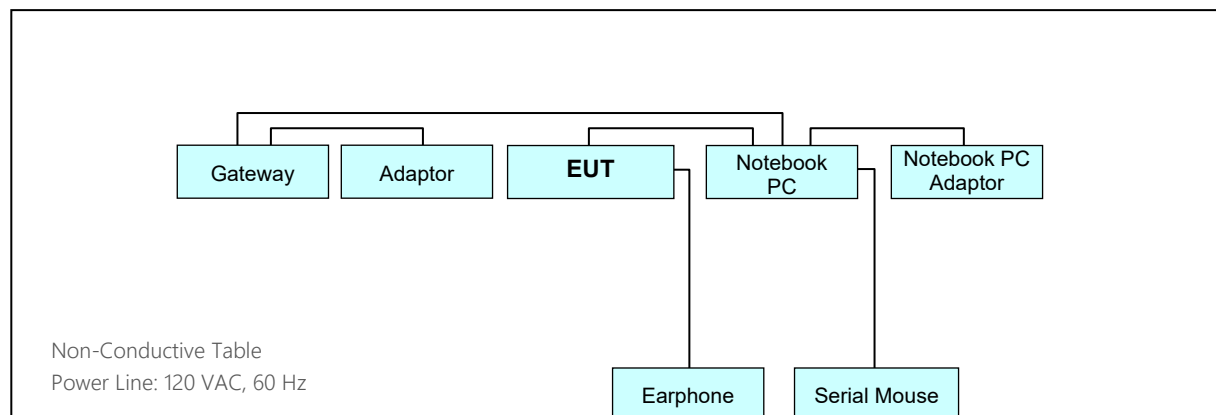 Gateway
Adaptor
EUT
Notebook
PC
Notebook PC
Adaptor
Non-Conductive Table
Power Line: 120 VAC, 60 Hz
Earphone
Serial Mouse